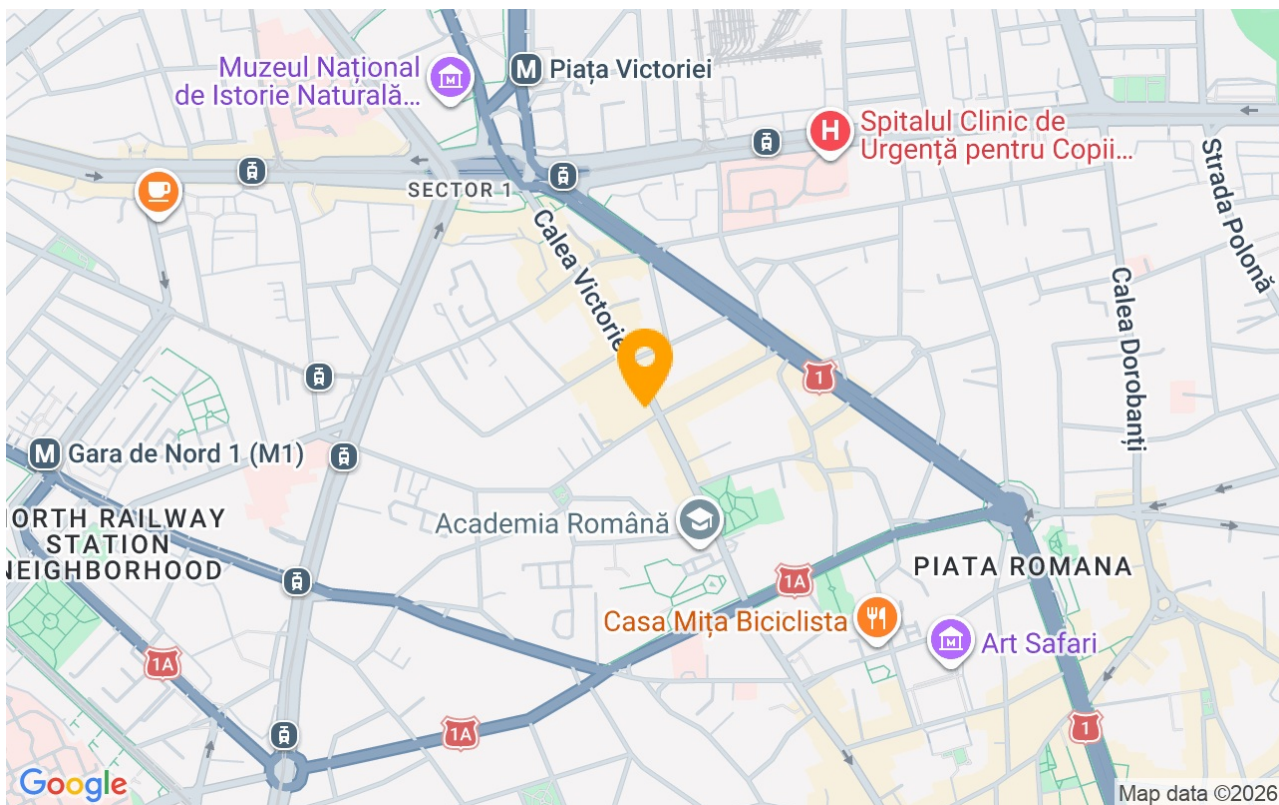 Muzeul Național
de Istorie Naturală...
M Piața Victoriei
H Spitalul Clinic de
Urgență pentru Copii...
SECTOR 1
Strada Polonă
Calea Victoriei
Calea Dorobanți
1
M Gara de Nord 1 (M1)
Academia Română
NORTH RAILWAY
STATION
NEIGHBORHOOD
PIATA ROMANA
1A
Casa Mița Biciclista
M Art Safari
1A
1A
1
Google
Map data ©2026